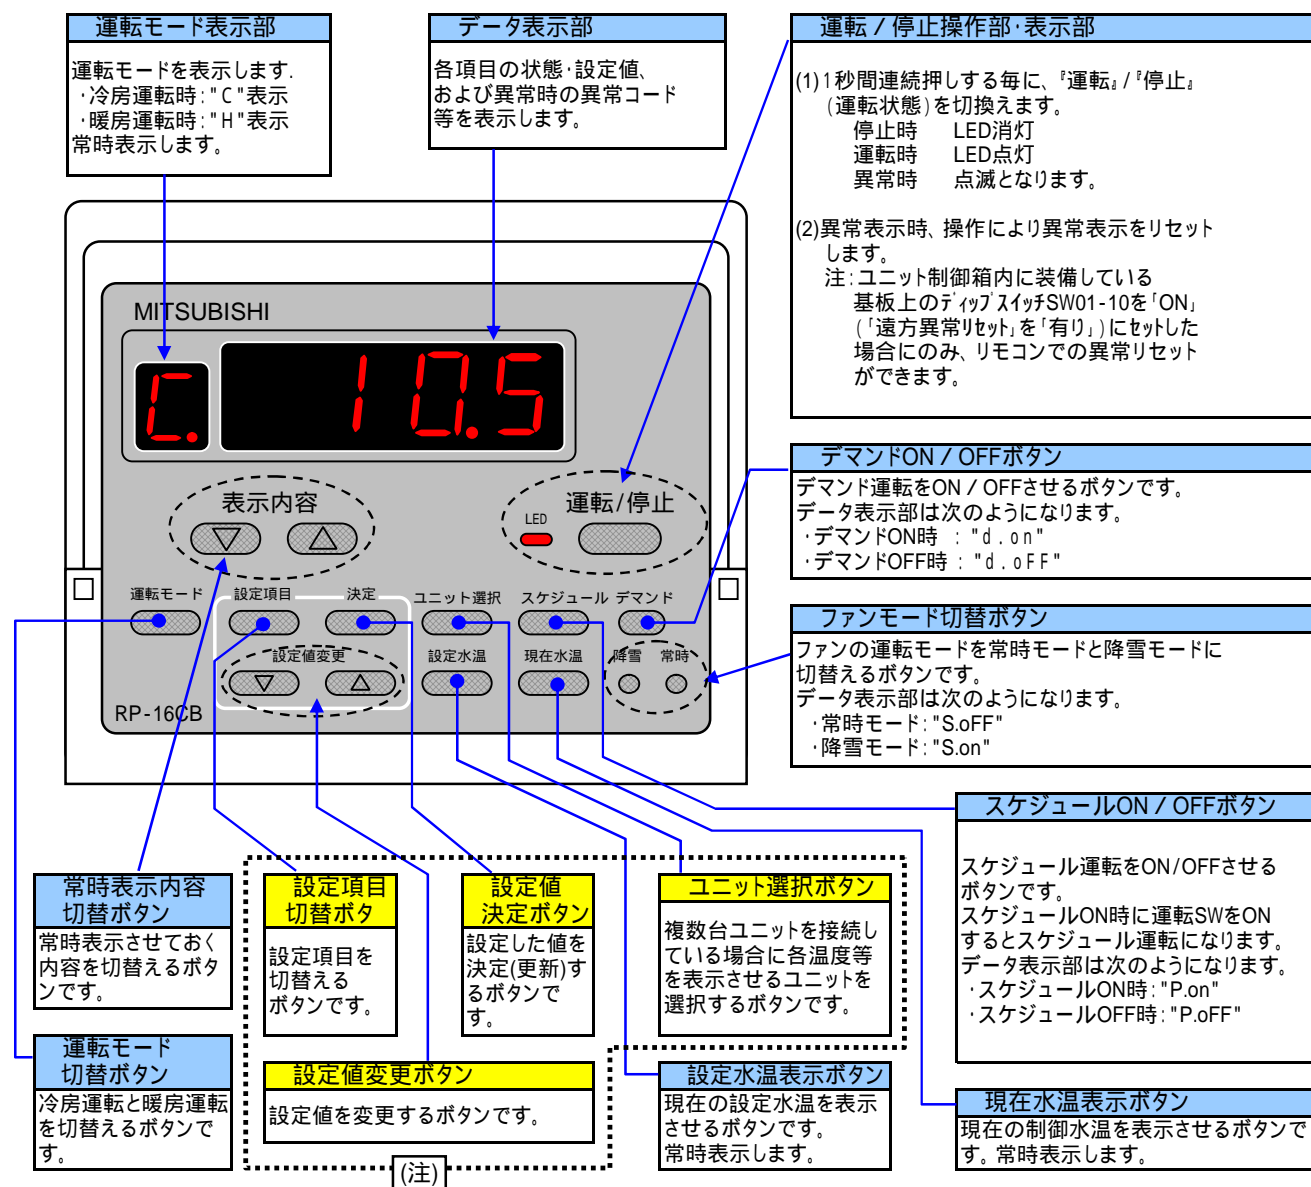 運転モード表示部
運転モードを表示します.
・冷房運転時:"C"表示
・暖房運転時:"H"表示
常時表示します。
データ表示部
各項目の状態・設定値、
および異常時の異常コード
等を表示します。
運転 / 停止操作部・表示部
(1)1秒間連続押しする毎に、『運転』/『停止』
(運転状態)を切換えます。
停止時 LED消灯
運転時 LED点灯
異常時 点滅となります。
(2)異常表示時、操作により異常表示をリセット
します。
注:ユニット制御箱内に装備している
基板上のディップスイッチSW01-10を「ON」
(「遠方異常リセット」を「有り」)にセットした
場合にのみ、リモコンでの異常リセット
ができます。
MITSUBISHI
C. 10.5
表示内容
▽ △
LED
運転/停止
運転モード 設定項目 決定 ユニット選択 スケジュール デマンド
設定値変更 設定水温 現在水温 降雪 常時
▽ △
RP-16CB
デマンドON / OFFボタン
デマンド運転をON / OFFさせるボタンです。
データ表示部は次のようになります。
・デマンドON時 : "d.on"
・デマンドOFF時 : "d.oFF"
ファンモード切替ボタン
ファンの運転モードを常時モードと降雪モードに
切替えるボタンです。
データ表示部は次のようになります。
・常時モード:"S.oFF"
・降雪モード:"S.on"
スケジュールON / OFFボタン
スケジュール運転をON/OFFさせる
ボタンです。
スケジュールON時に運転SWをON
するとスケジュール運転になります。
データ表示部は次のようになります。
・スケジュールON時:"P.on"
・スケジュールOFF時:"P.oFF"
常時表示内容
切替ボタン
常時表示させておく
内容を切替えるボタ
ンです。
設定項目
切替ボタ
設定項目を
切替える
ボタンです。
設定値
決定ボタン
設定した値を
決定(更新)す
るボタンで
す。
ユニット選択ボタン
複数台ユニットを接続し
ている場合に各温度等
を表示させるユニットを
選択するボタンです。
運転モード
切替ボタン
冷房運転と暖房運転
を切替えるボタンで
す。
設定値変更ボタン
設定値を変更するボタンです。
設定水温表示ボタン
現在の設定水温を表示
させるボタンです。
常時表示します。
現在水温表示ボタン
現在の制御水温を表示させるボタンで
す。常時表示します。
(注)